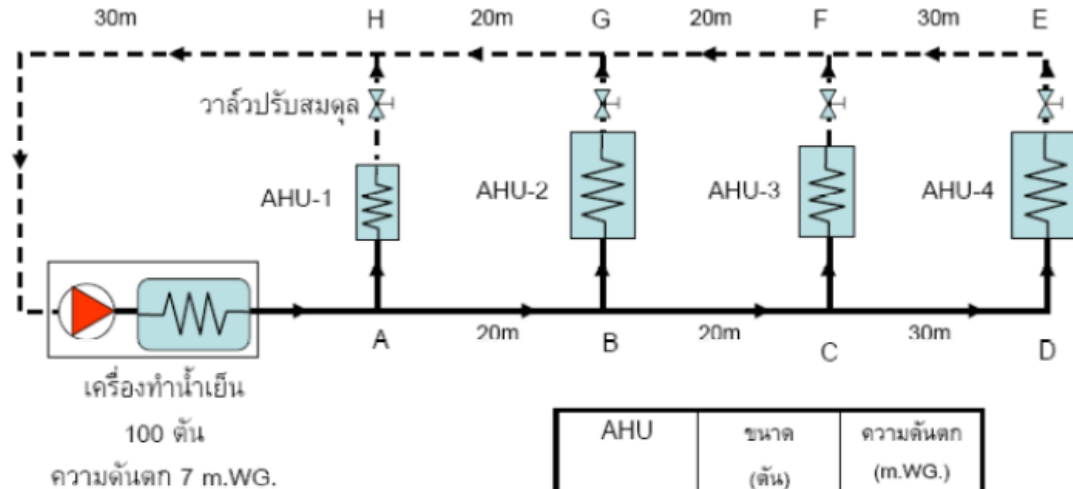 30m H 20m G 20m F 30m E
วาล์วปรับสมดุล
AHU-1 AHU-2 AHU-3 AHU-4
A 20m B 20m C 30m D
เครื่องทำน้ำเย็น
100 ตัน
ความดันตก 7 m.WG.
AHU ขนาด ความดันตก
(ตัน) (m.WG.)